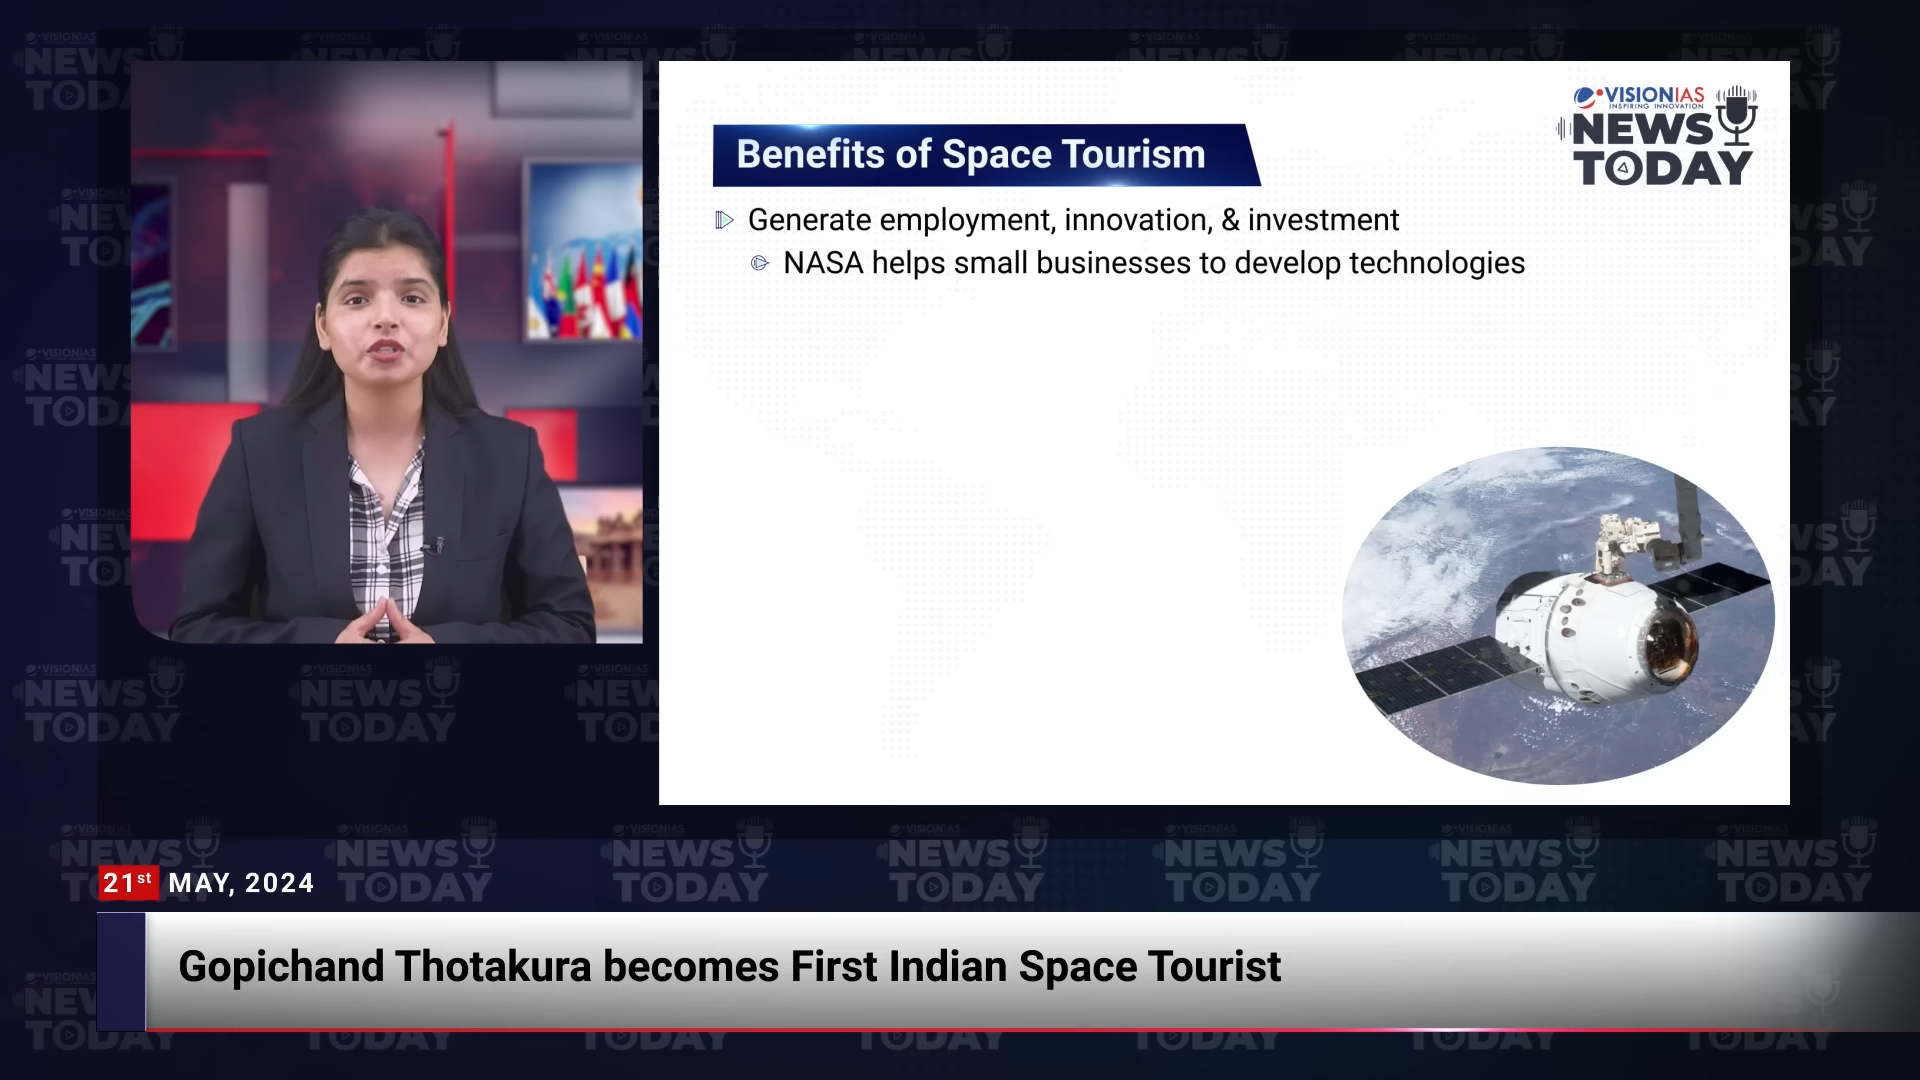 Benefits of Space Tourism
Generate employment, innovation, & investment
NASA helps small businesses to develop technologies
VISIONIAS
INSPIRING INNOVATION
NEWS
TODAY
21st MAY, 2024
Gopichand Thotakura becomes First Indian Space Tourist